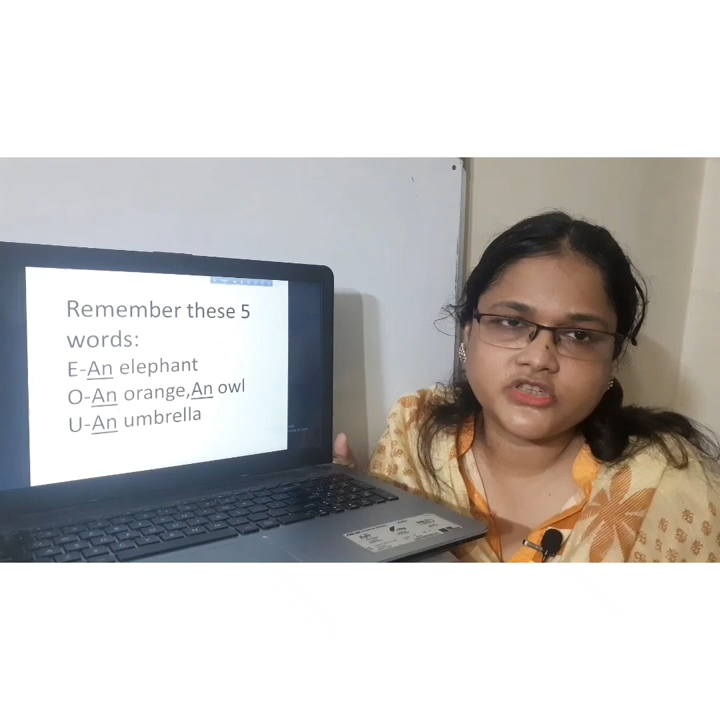 Remember these 5
words:
E-An elephant
O-An orange,An owl
U-An umbrella